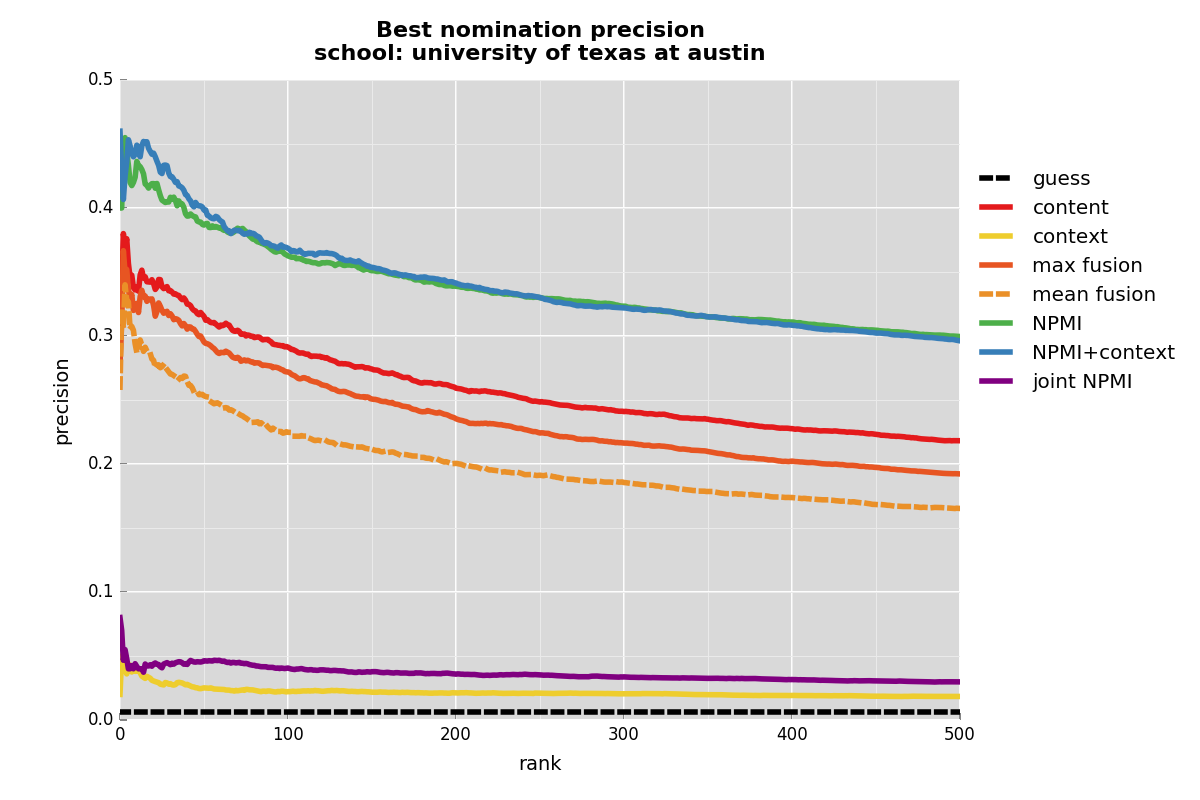 Best nomination precision
school: university of texas at austin
0.5
0.4
0.3
0.2
0.1
0.0
precision
0
100
200
300
400
500
rank
guess
content
context
max fusion
mean fusion
NPMI
NPMI+context
joint NPMI